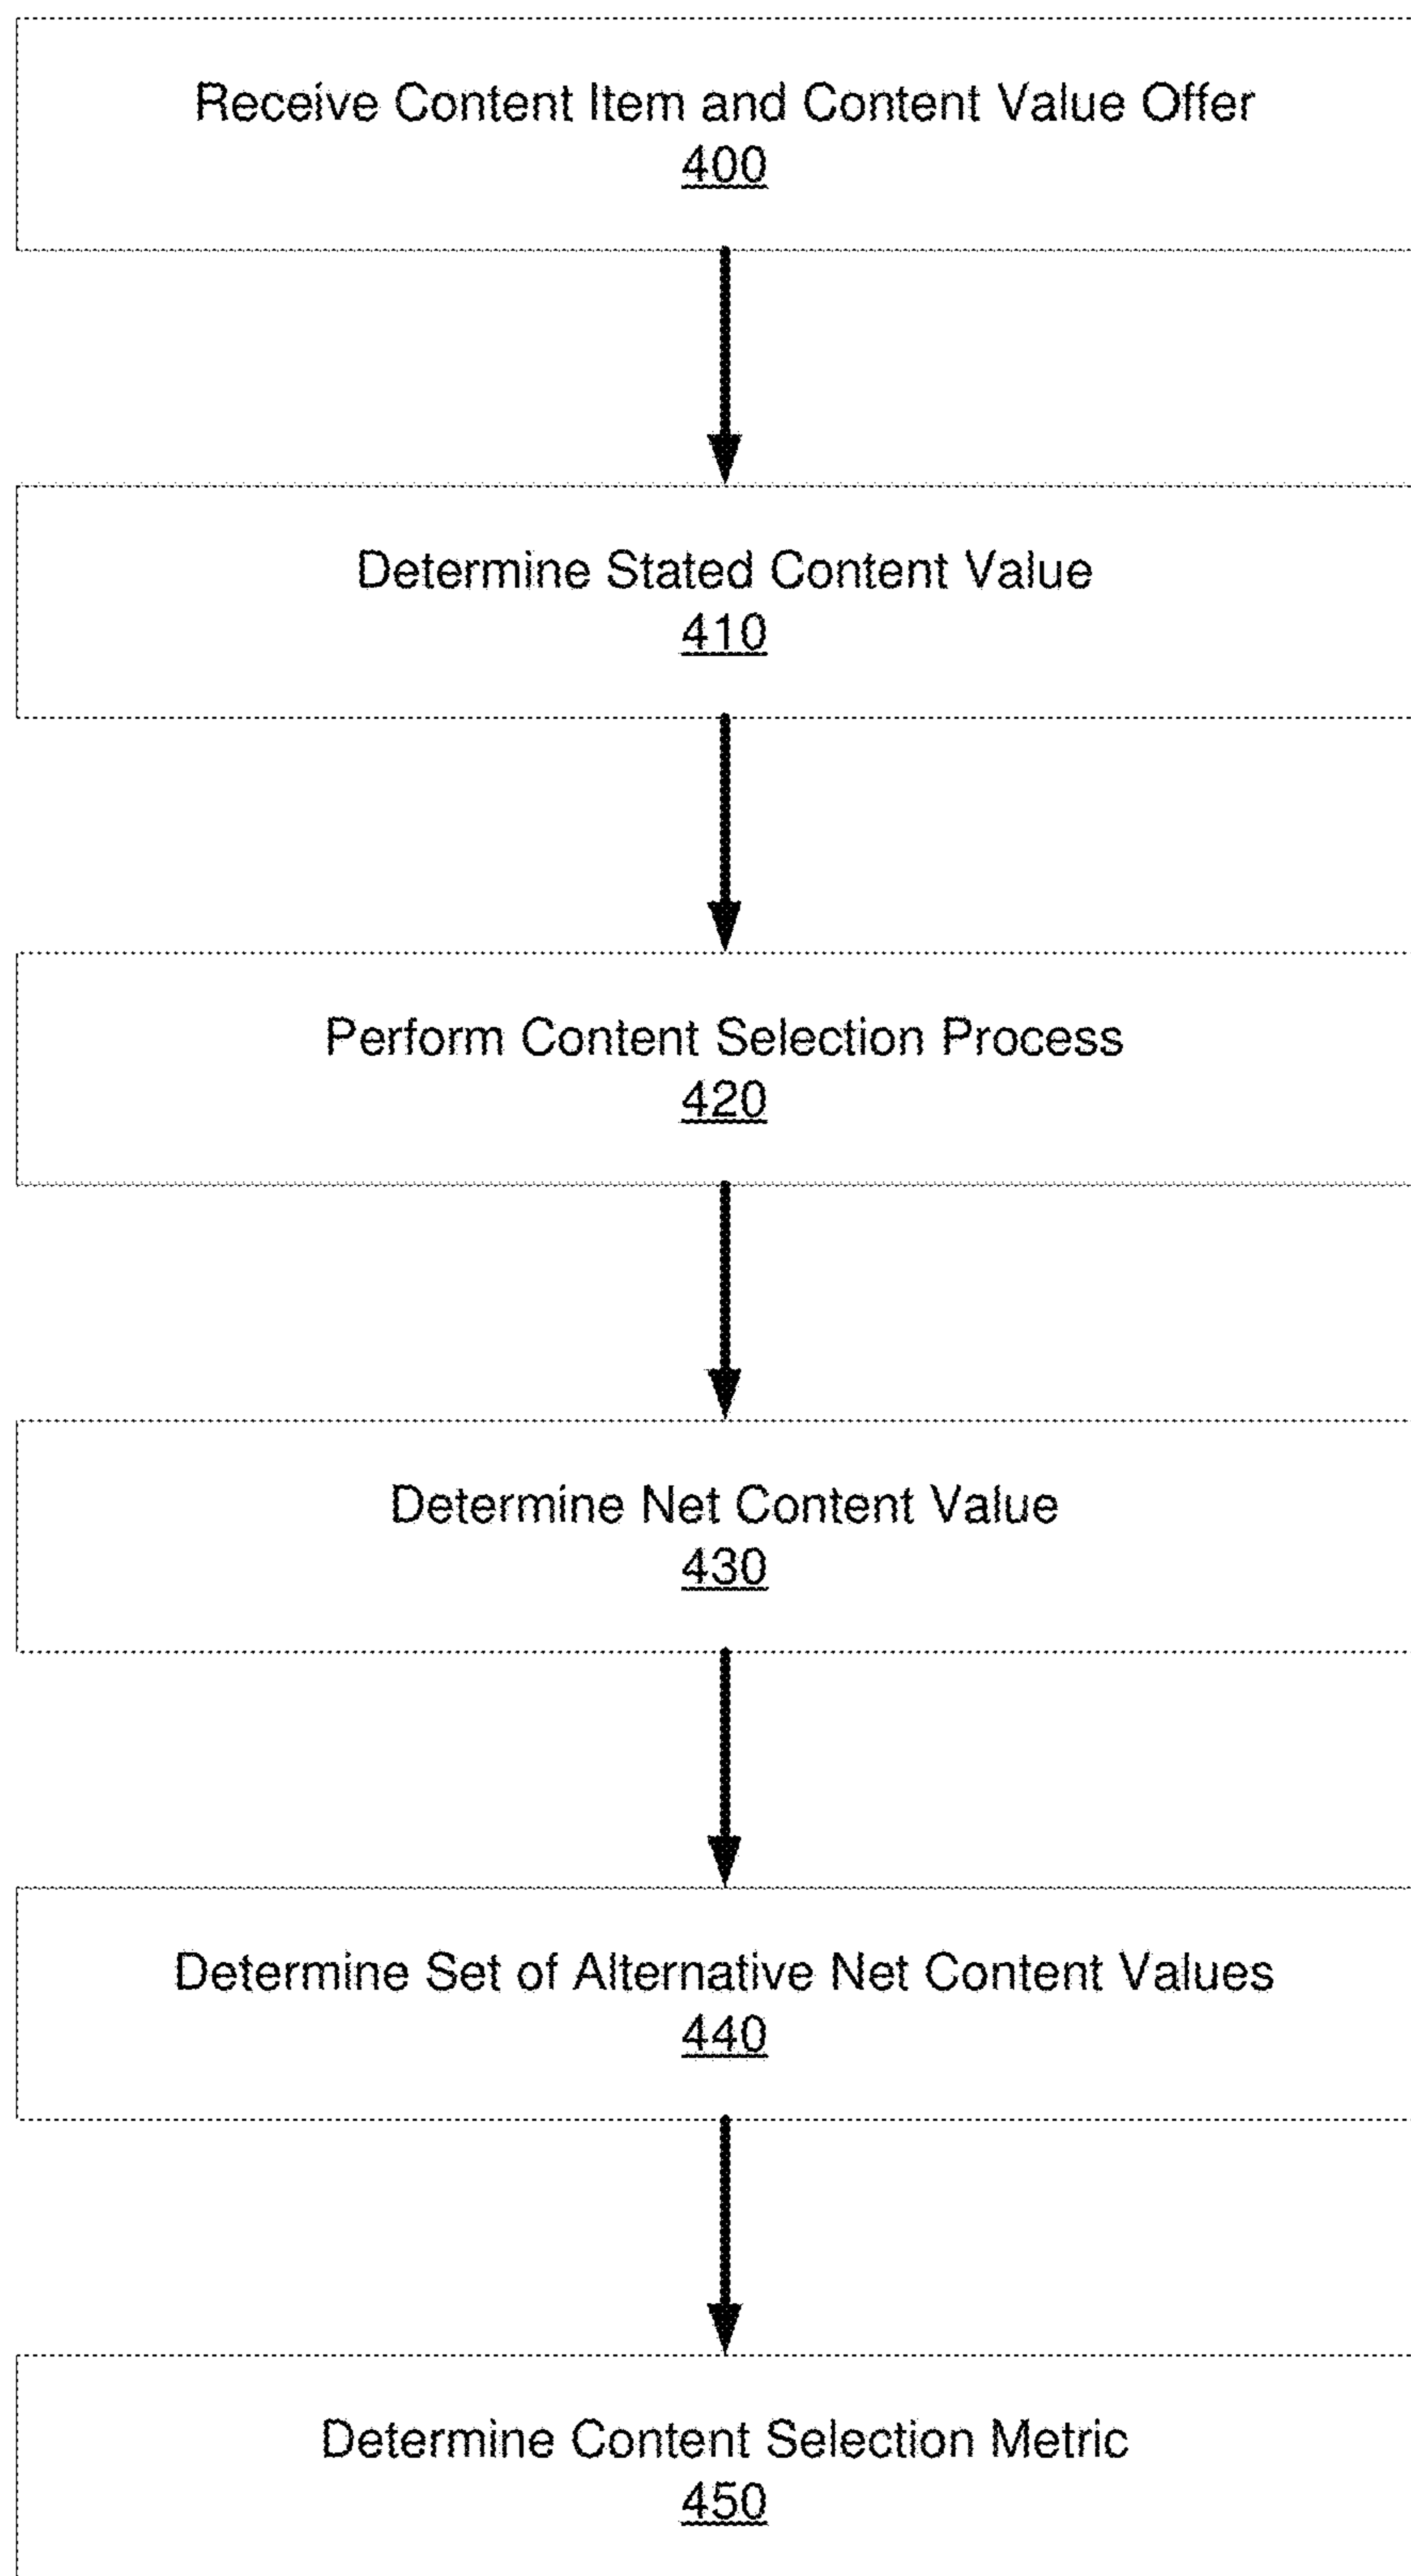 Receive Content Item and Content Value Offer
400
Determine Stated Content Value
410
Perform Content Selection Process
420
Determine Net Content Value
430
Determine Set of Alternative Net Content Values
440
Determine Content Selection Metric
450